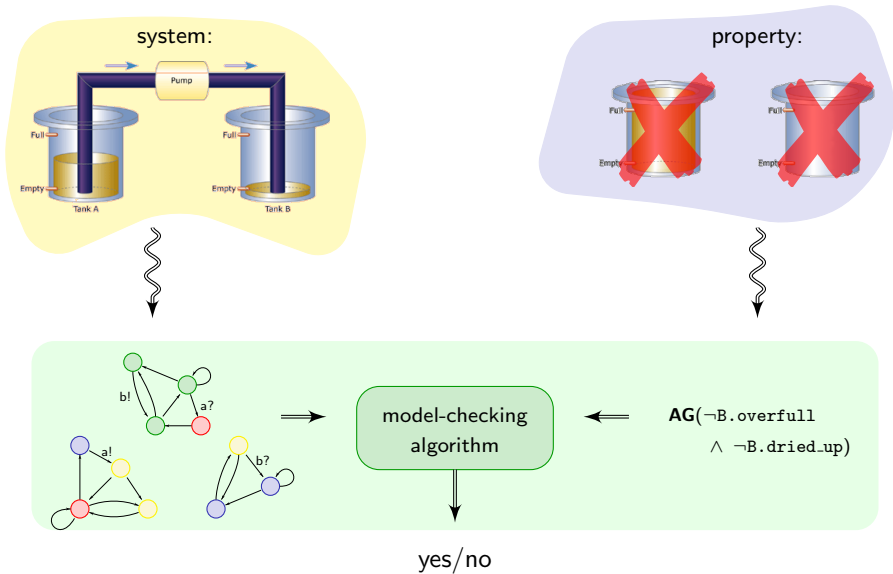 system:
property:
Pump
Full
Full
Empty
Empty
Tank A
Tank B
Full
Full
Empty
Empty
b!
a?
a!
b?
model-checking
algorithm
AG(¬B.overfull
∧ ¬B.dried_up)
yes/no